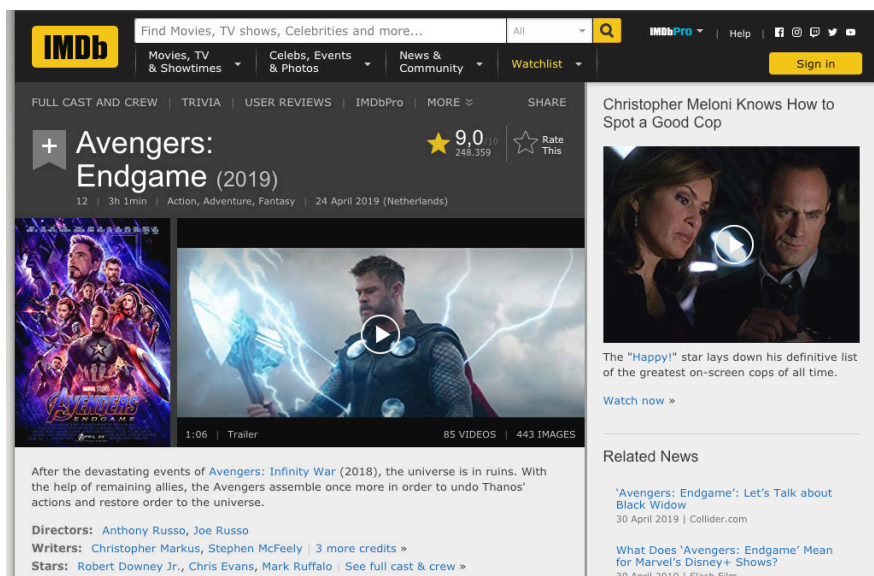 IMDb
Find Movies, TV shows, Celebrities and more...
All
IMDbPro
|
Help
|
Movies, TV
& Showtimes
Celebs, Events
& Photos
News &
Community
Watchlist
Sign in
FULL CAST AND CREW | TRIVIA | USER REVIEWS | IMDbPro | MORE
SHARE
+ Avengers:
Endgame (2019)
9,0/10
248.359
Rate
This
12 | 3h 1min | Action, Adventure, Fantasy | 24 April 2019 (Netherlands)
MARVEL STUDIOS
AVENGERS
ENDGAME
APRIL 26
1:06 | Trailer
85 VIDEOS | 443 IMAGES
After the devastating events of Avengers: Infinity War (2018), the universe is in ruins. With
the help of remaining allies, the Avengers assemble once more in order to undo Thanos'
actions and restore order to the universe.
Directors: Anthony Russo, Joe Russo
Writers: Christopher Markus, Stephen McFeely | 3 more credits »
Stars: Robert Downey Jr., Chris Evans, Mark Ruffalo | See full cast & crew »
Christopher Meloni Knows How to
Spot a Good Cop
The "Happy!" star lays down his definitive list
of the greatest on-screen cops of all time.
Watch now »
Related News
‘Avengers: Endgame’: Let’s Talk about
Black Widow
30 April 2019 | Collider.com
What Does ‘Avengers: Endgame’ Mean
for Marvel’s Disney+ Shows?
30 April 2019 | Slash Film